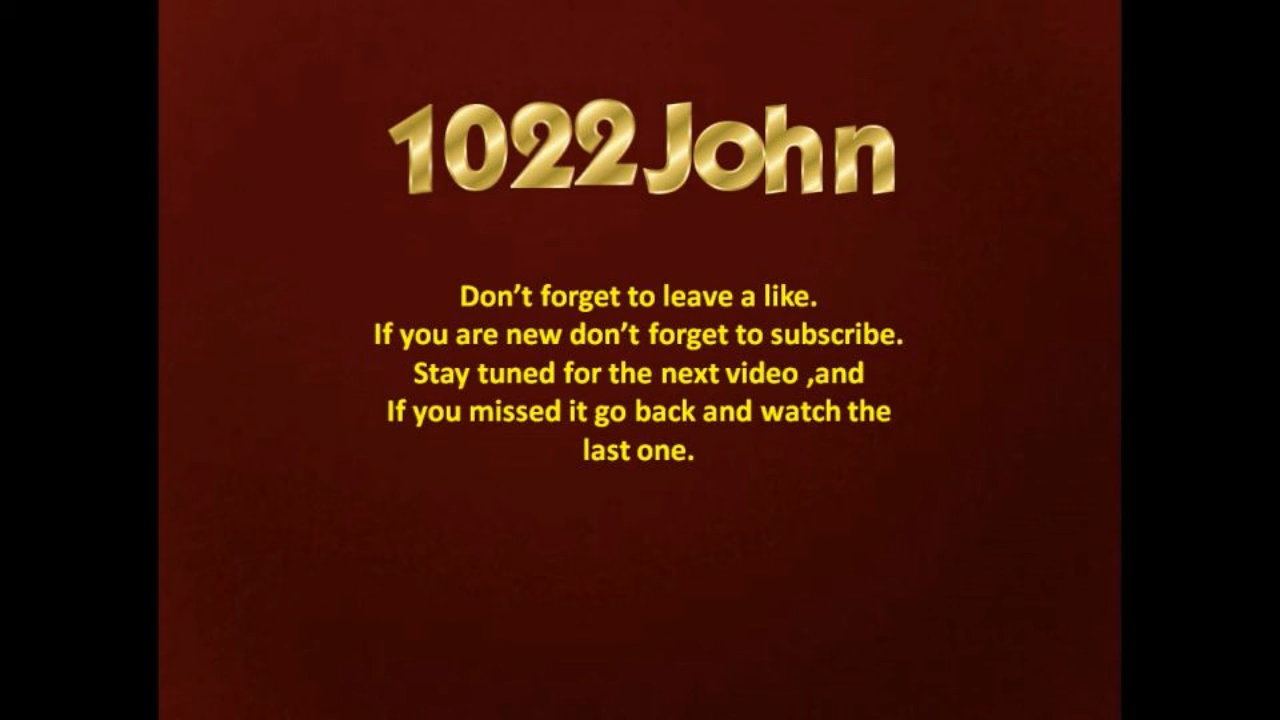 1022John
Don’t forget to leave a like.
If you are new don’t forget to subscribe.
Stay tuned for the next video ,and
If you missed it go back and watch the
last one.